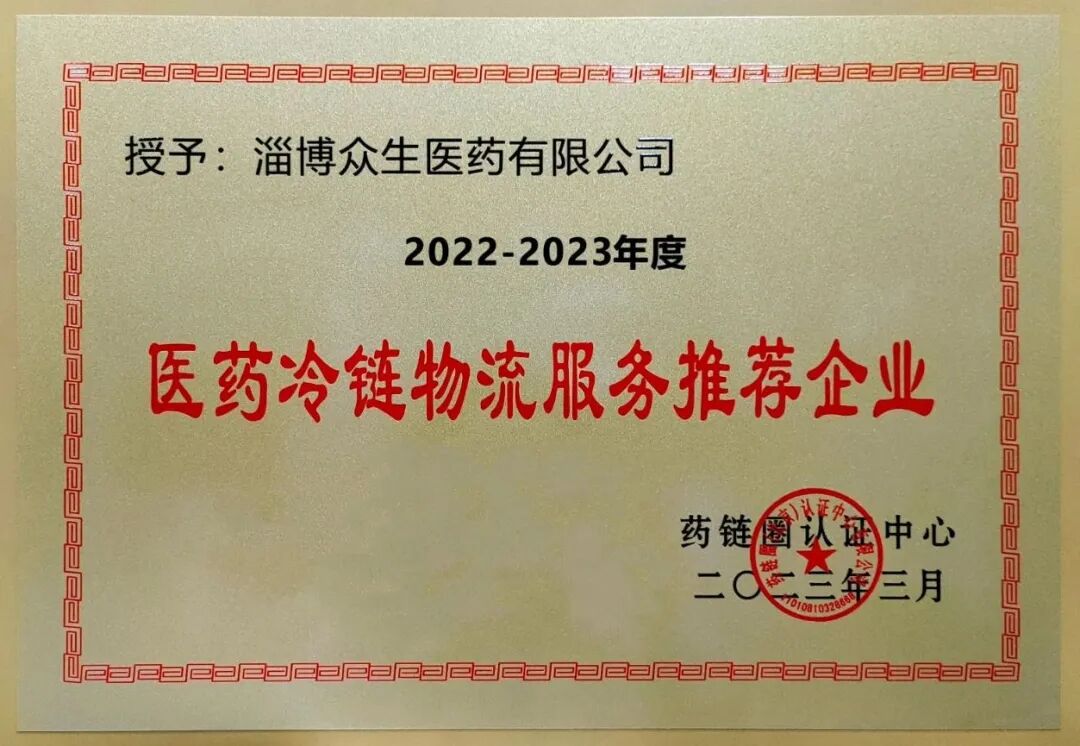 授予：淄博众生医药有限公司
2022-2023年度
医药冷链物流服务推荐企业
药链圈认证中心
二〇二三年三月